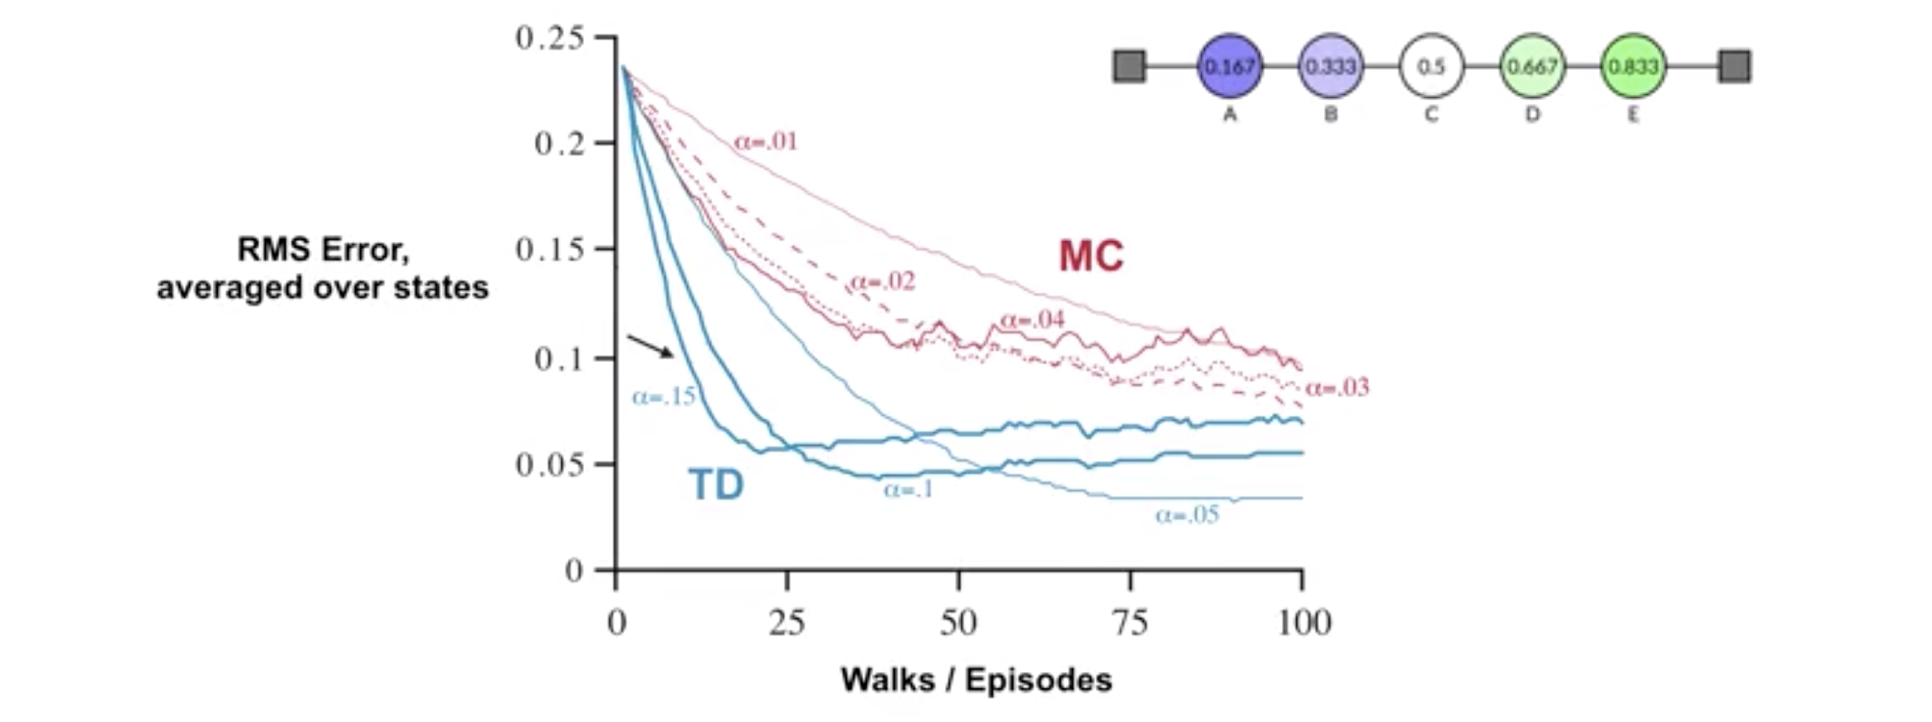 0.25
0.167
0.333
0.5
0.667
0.833
A
B
C
D
E
0.2
α=.01
RMS Error,
averaged over states
0.15
MC
α=.02
α=.04
0.1
α=.15
α=.03
0.05
TD
α=.1
α=.05
0
0
25
50
75
100
Walks / Episodes